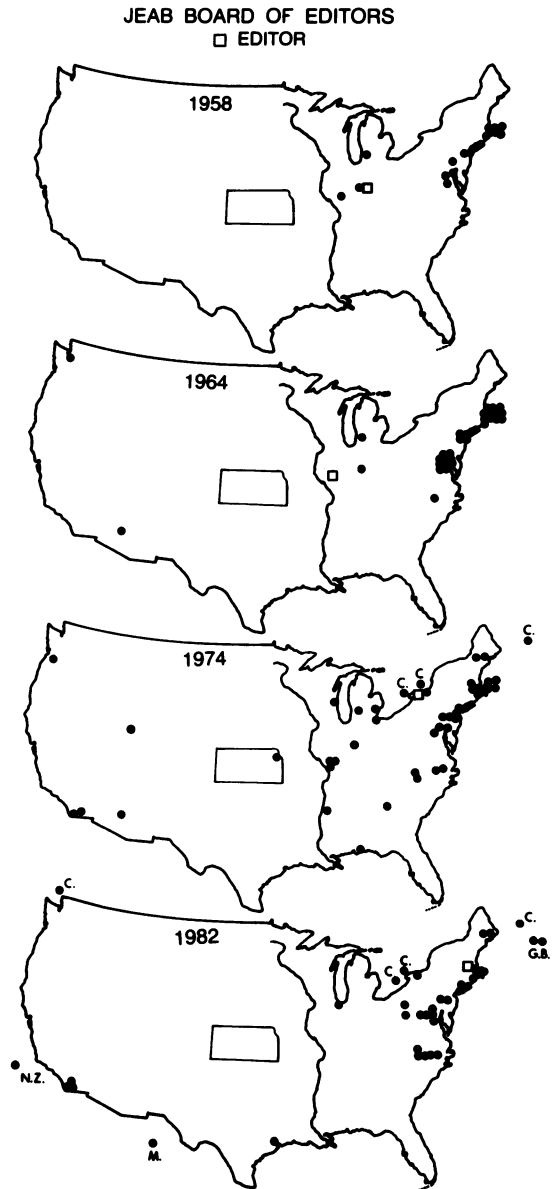 JEAB BOARD OF EDITORS
□ EDITOR
1958
1964
C.
1974
C. C
C.
1982
C.
C C.
G.B.
N.Z.
M.